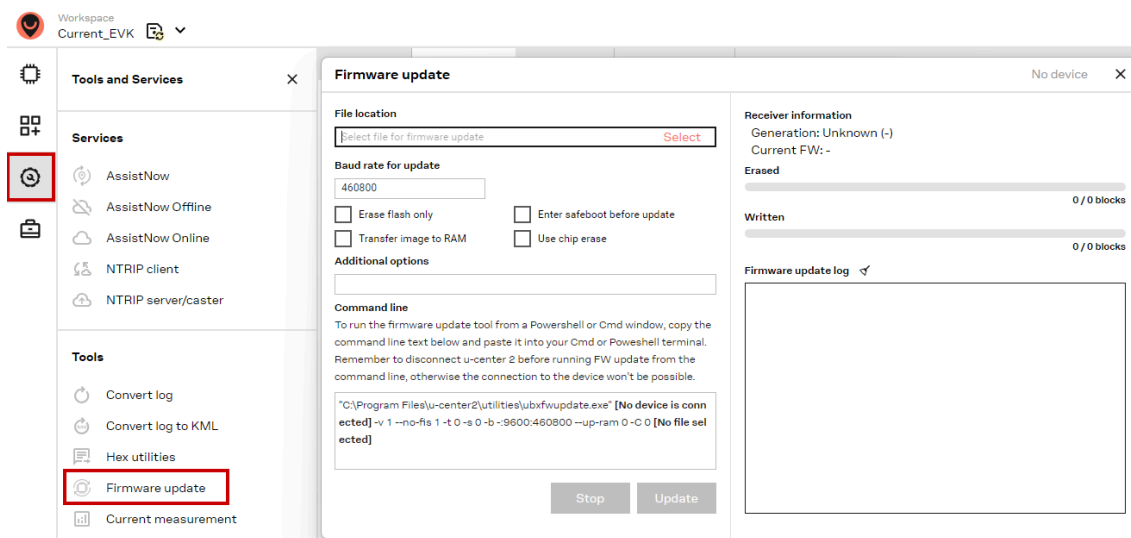 Workspace
Current_EVK
Tools and Services
Services
AssistNow
AssistNow Offline
AssistNow Online
NTRIP client
NTRIP server/caster
Tools
Convert log
Convert log to KML
Hex utilities
Firmware update
Current measurement
Firmware update
No device
File location
Select file for firmware update
Select
Baud rate for update
460800
Erase flash only
Enter safeboot before update
Transfer image to RAM
Use chip erase
Additional options
Command line
To run the firmware update tool from a Powershell or Cmd window, copy the
command line text below and paste it into your Cmd or Poweshell terminal.
Remember to disconnect u-center 2 before running FW update from the
command line, otherwise the connection to the device won't be possible.
"C:\Program Files\u-center2\utilities\ubxfwupdate.exe" [No device is conn
ected] -v 1 --no-fis 1 -t 0 -s 0 -b -:9600:460800 --up-ram 0 -C 0 [No file sel
ected]
Stop
Update
Receiver information
Generation: Unknown (-)
Current FW: -
Erased
0 / 0 blocks
Written
0 / 0 blocks
Firmware update log